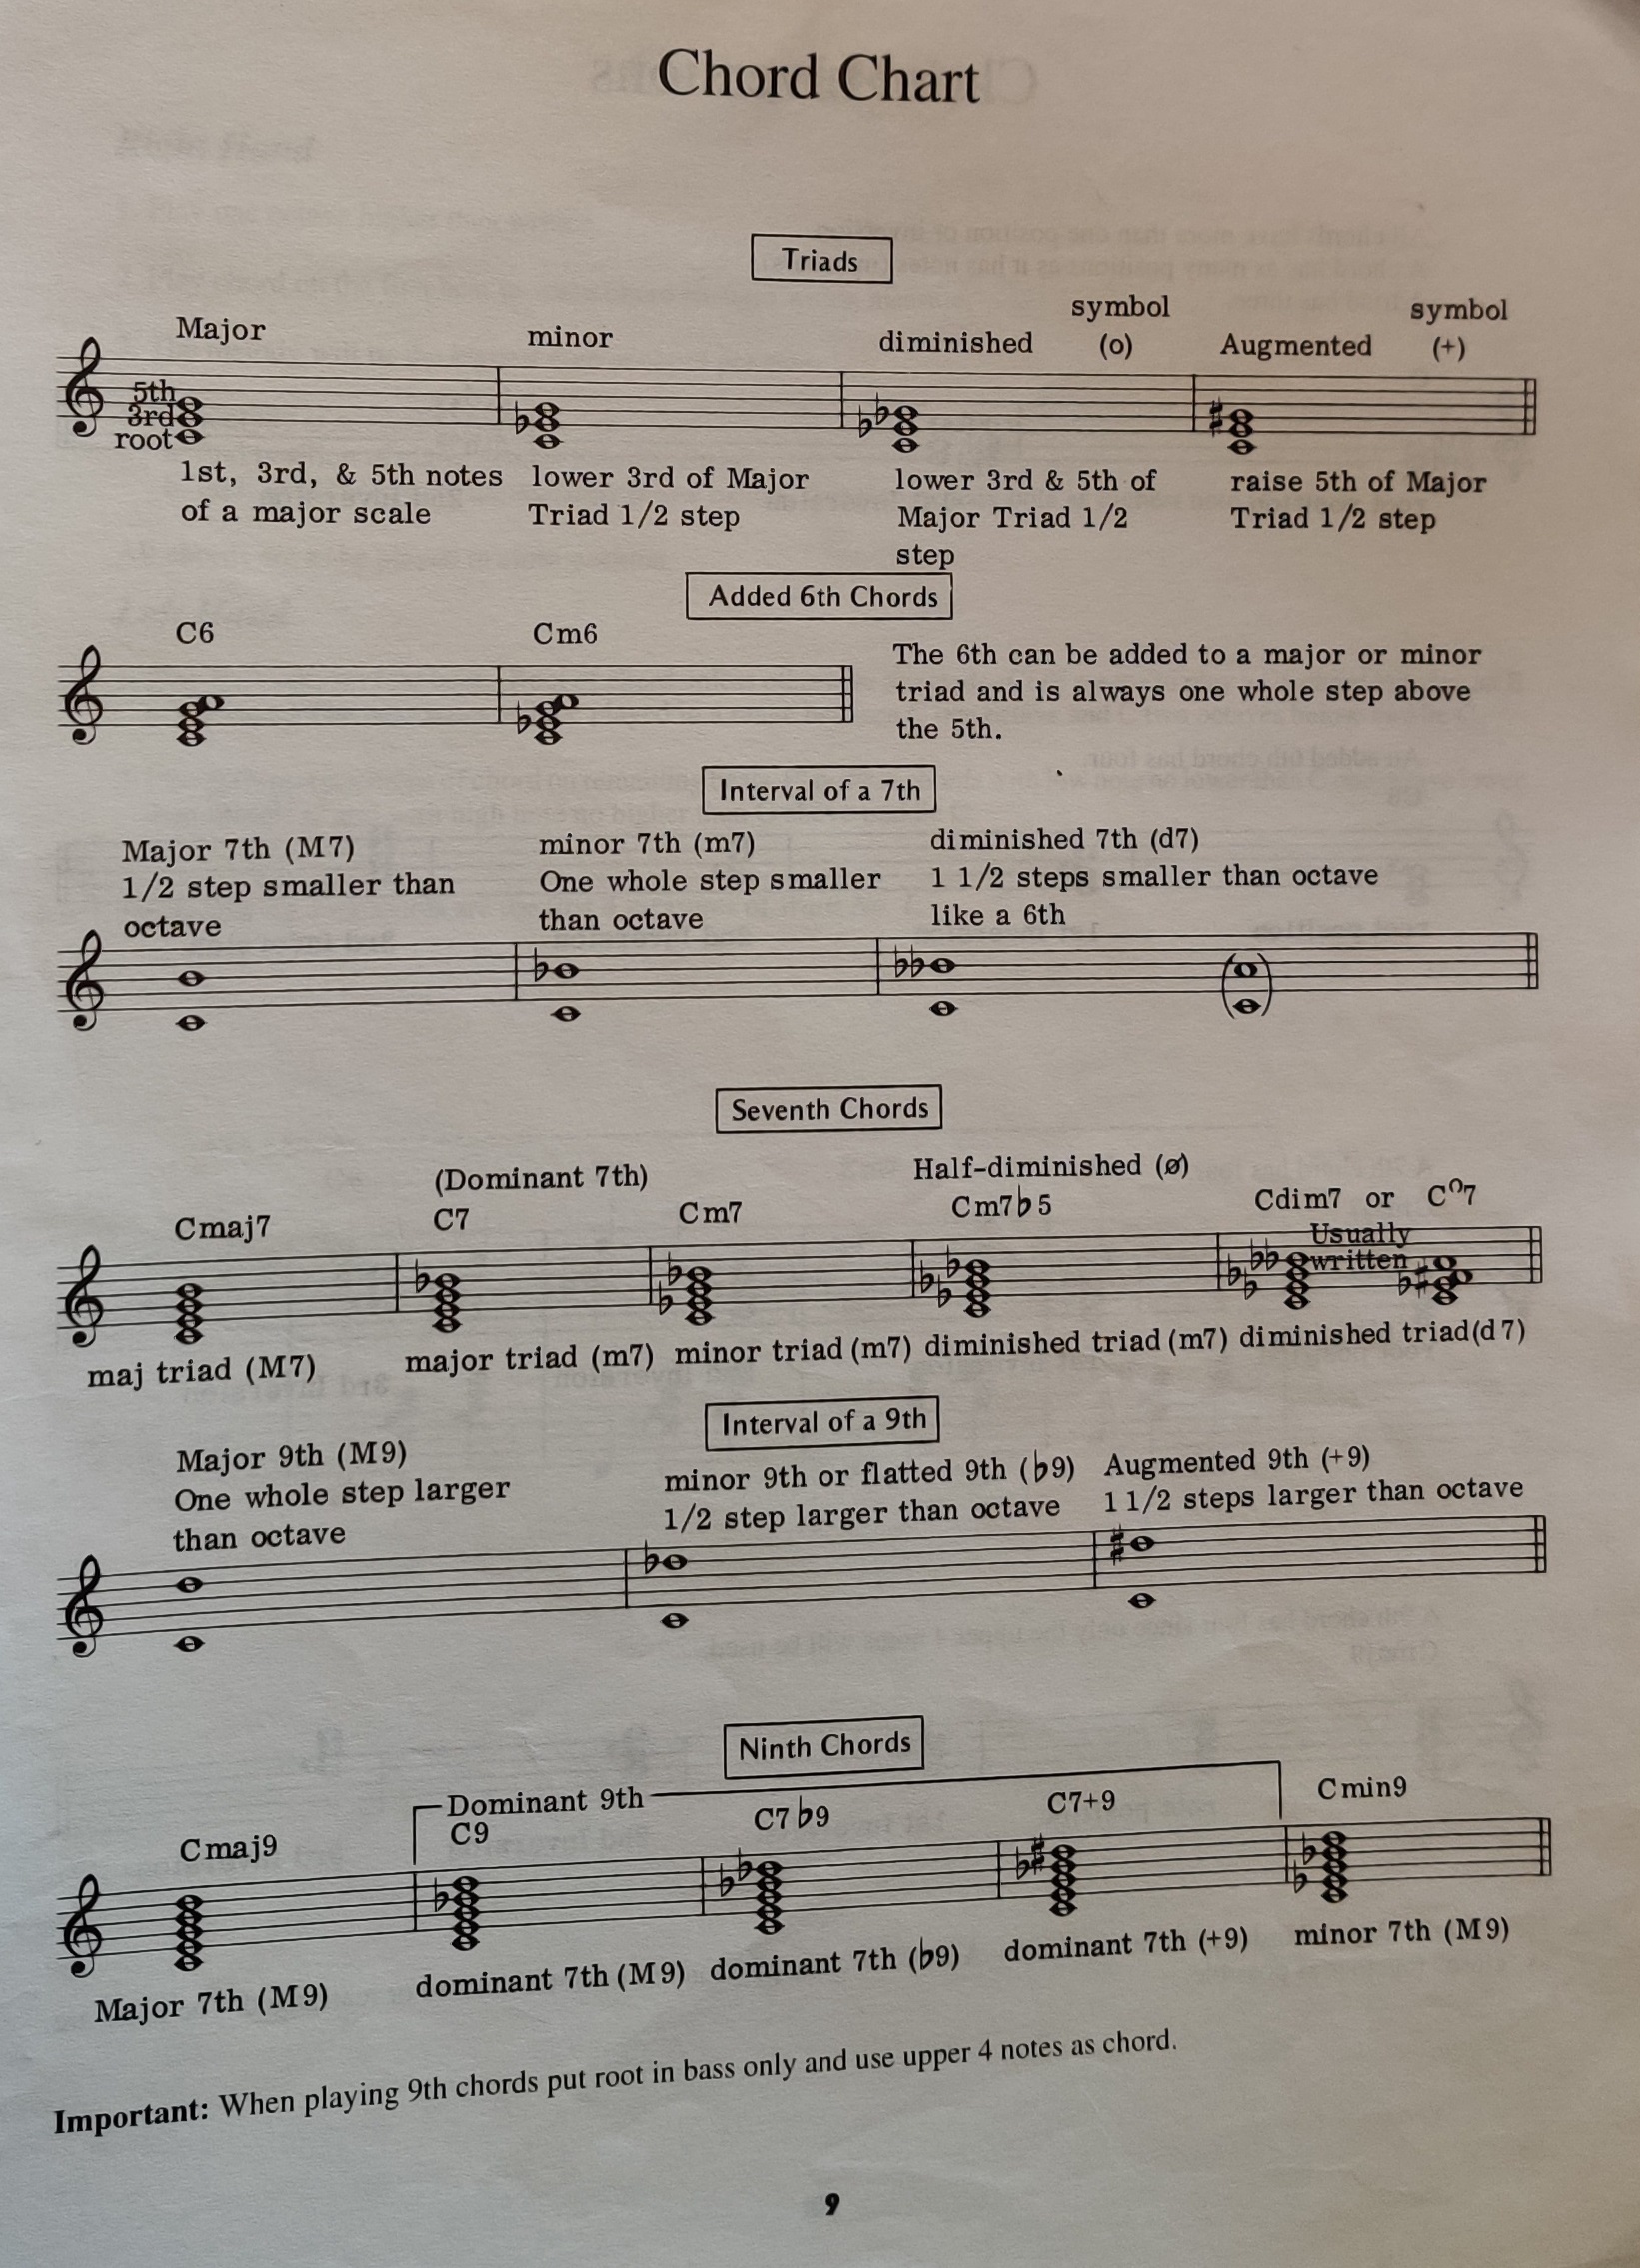 Chord Chart
Triads
Major
minor
diminished
symbol
(o)
Augmented
symbol
(+)
5th
3rd
root
1st, 3rd, & 5th notes
of a major scale
lower 3rd of Major
Triad 1/2 step
lower 3rd & 5th of
Major Triad 1/2
step
raise 5th of Major
Triad 1/2 step
Added 6th Chords
C6
Cm6
The 6th can be added to a major or minor
triad and is always one whole step above
the 5th.
Interval of a 7th
Major 7th (M7)
1/2 step smaller than
octave
minor 7th (m7)
One whole step smaller
than octave
diminished 7th (d7)
1 1/2 steps smaller than octave
like a 6th
Seventh Chords
Cmaj7
(Dominant 7th)
C7
Cm7
Half-diminished (ø)
Cm7♭5
Cdim7 or C°7
Usually
written
maj triad (M7)
major triad (m7)
minor triad (m7)
diminished triad (m7)
diminished triad(d7)
Interval of a 9th
Major 9th (M9)
One whole step larger
than octave
minor 9th or flatted 9th (♭9)
1/2 step larger than octave
Augmented 9th (+9)
1 1/2 steps larger than octave
Ninth Chords
Cmaj9
Dominant 9th
C9
C7♭9
C7+9
Cmin9
Major 7th (M9)
dominant 7th (M9)
dominant 7th (♭9)
dominant 7th (+9)
minor 7th (M9)
Important: When playing 9th chords put root in bass only and use upper 4 notes as chord.
9